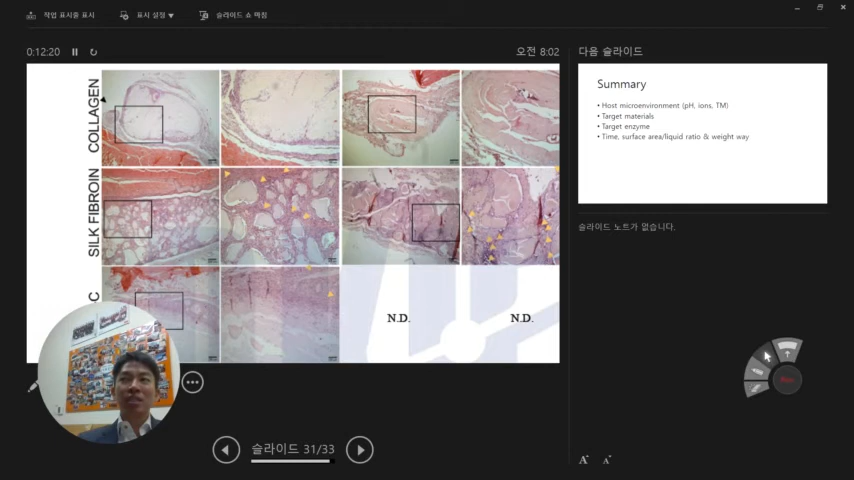 작업 표시줄 표시
표시 설정 ▼
슬라이드 쇼 마침
0:12:20
오전 8:02
COLLAGEN
SILK FIBROIN
C
N.D.
N.D.
슬라이드 31/33
다음 슬라이드
Summary
• Host microenvironment (pH, ions, TM)
• Target materials
• Target enzyme
• Time, surface area/liquid ratio & weight way
슬라이드 노트가 없습니다.
A
A